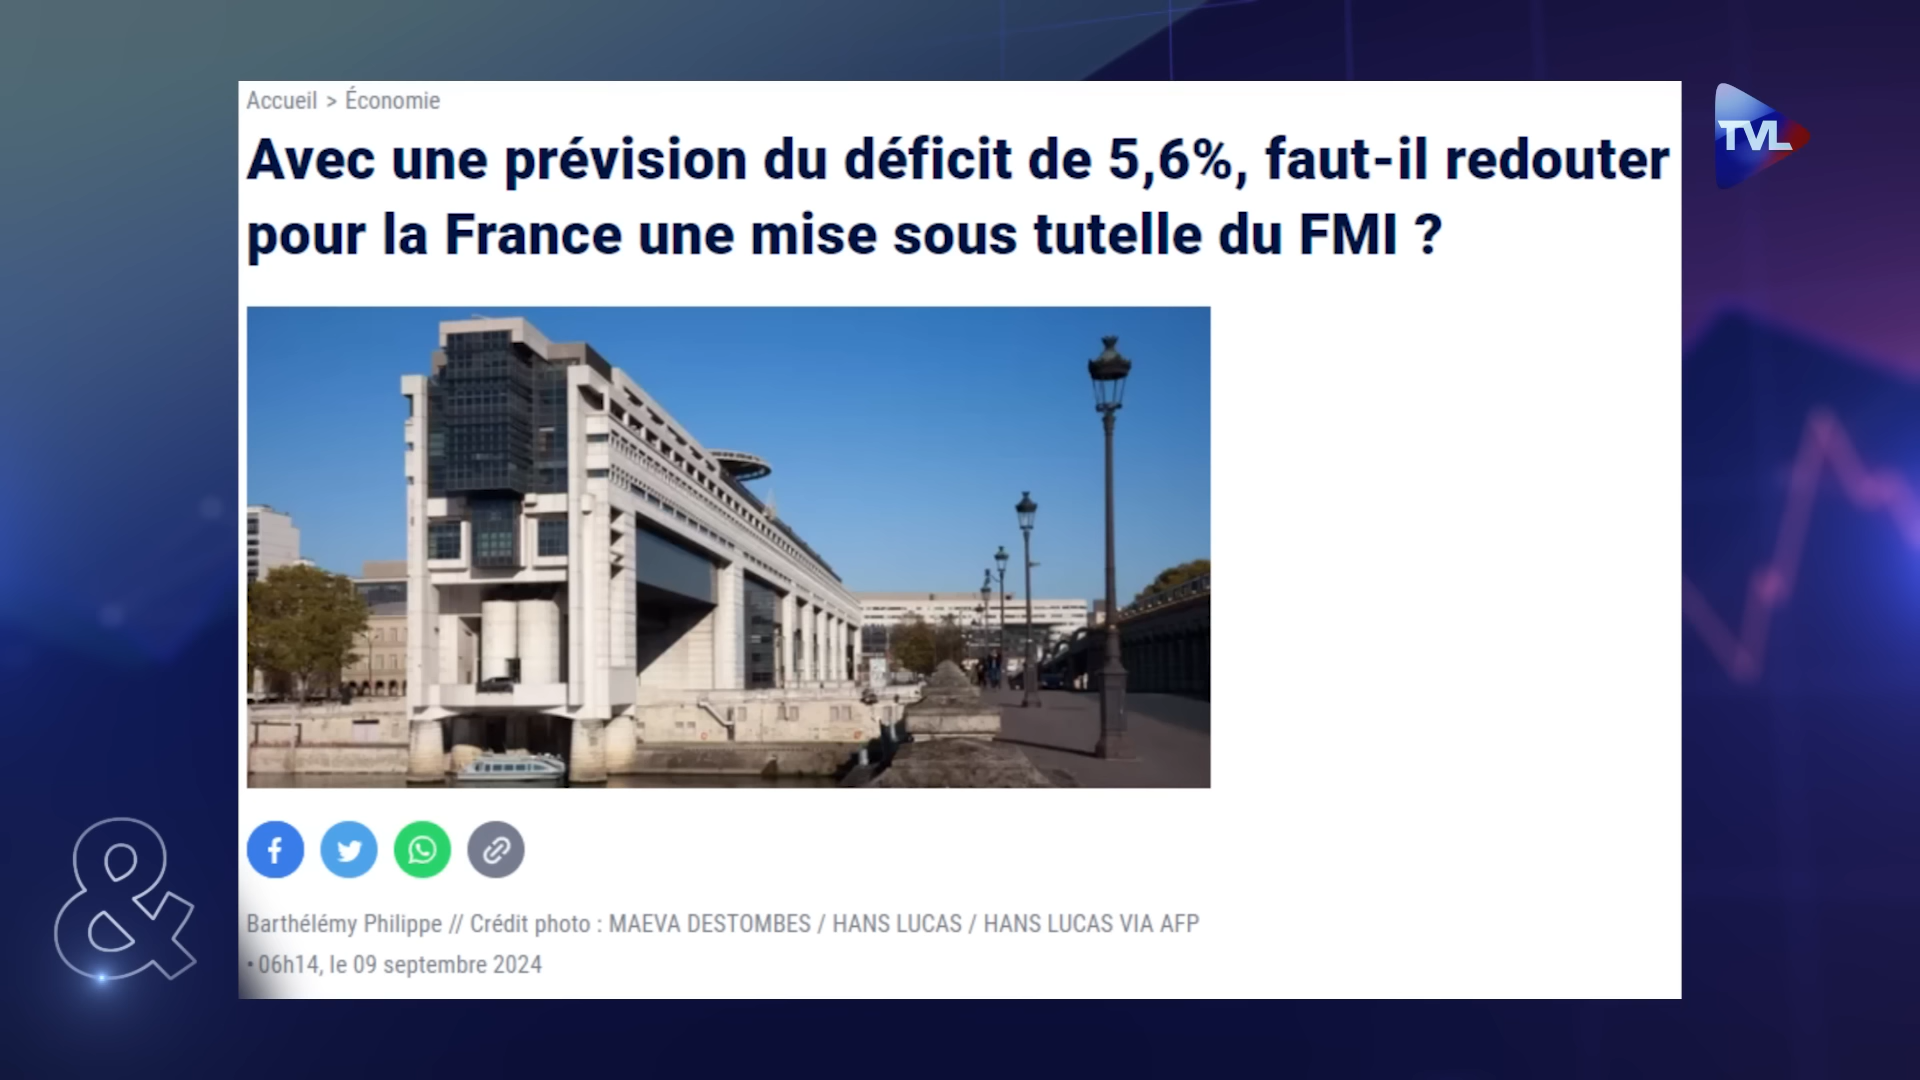 Accueil > Économie
Avec une prévision du déficit de 5,6%, faut-il redouter
pour la France une mise sous tutelle du FMI ?
TVL
&
Barthélémy Philippe // Crédit photo : MAEVA DESTOMBES / HANS LUCAS / HANS LUCAS VIA AFP
• 06h14, le 09 septembre 2024